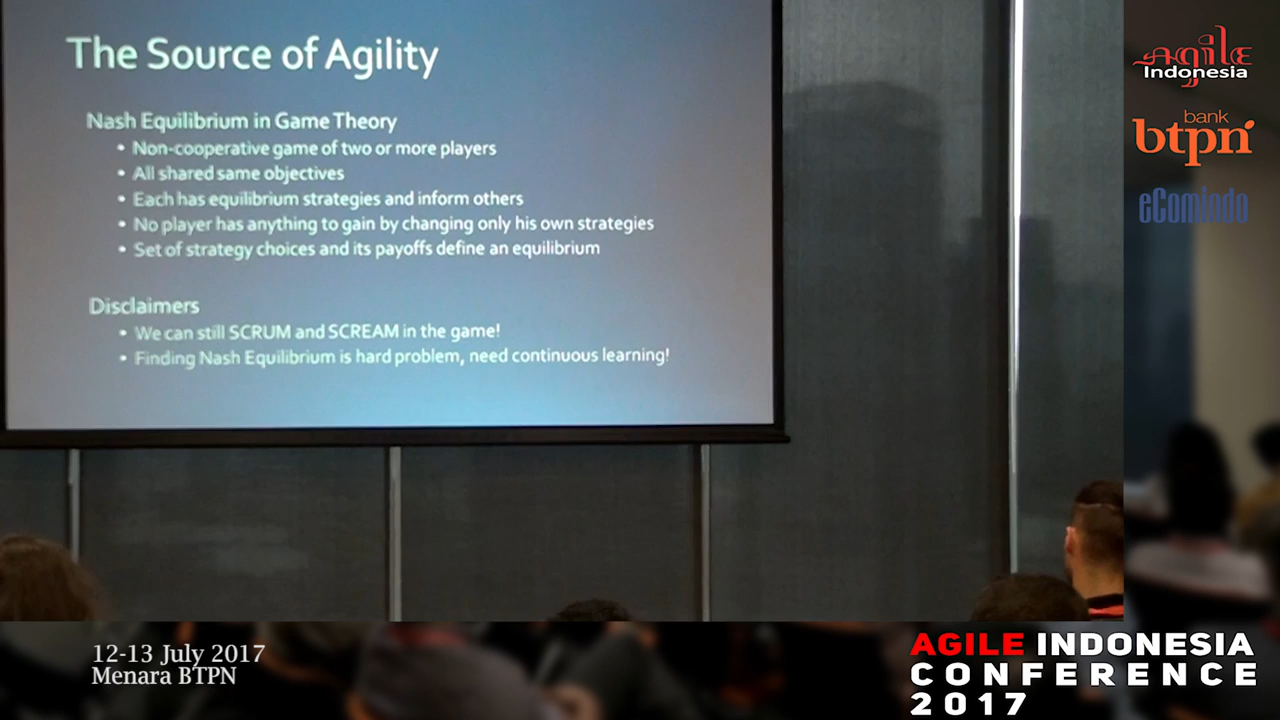 The Source of Agility
Nash Equilibrium in Game Theory
• Non-cooperative game of two or more players
• All shared same objectives
• Each has equilibrium strategies and inform others
• No player has anything to gain by changing only his own strategies
• Set of strategy choices and its payoffs define an equilibrium
Disclaimers
• We can still SCRUM and SCREAM in the game!
• Finding Nash Equilibrium is hard problem, need continuous learning!
agile
Indonesia
bank
btpn
eComindo
12-13 July 2017
Menara BTPN
AGILE INDONESIA
CONFERENCE
2017